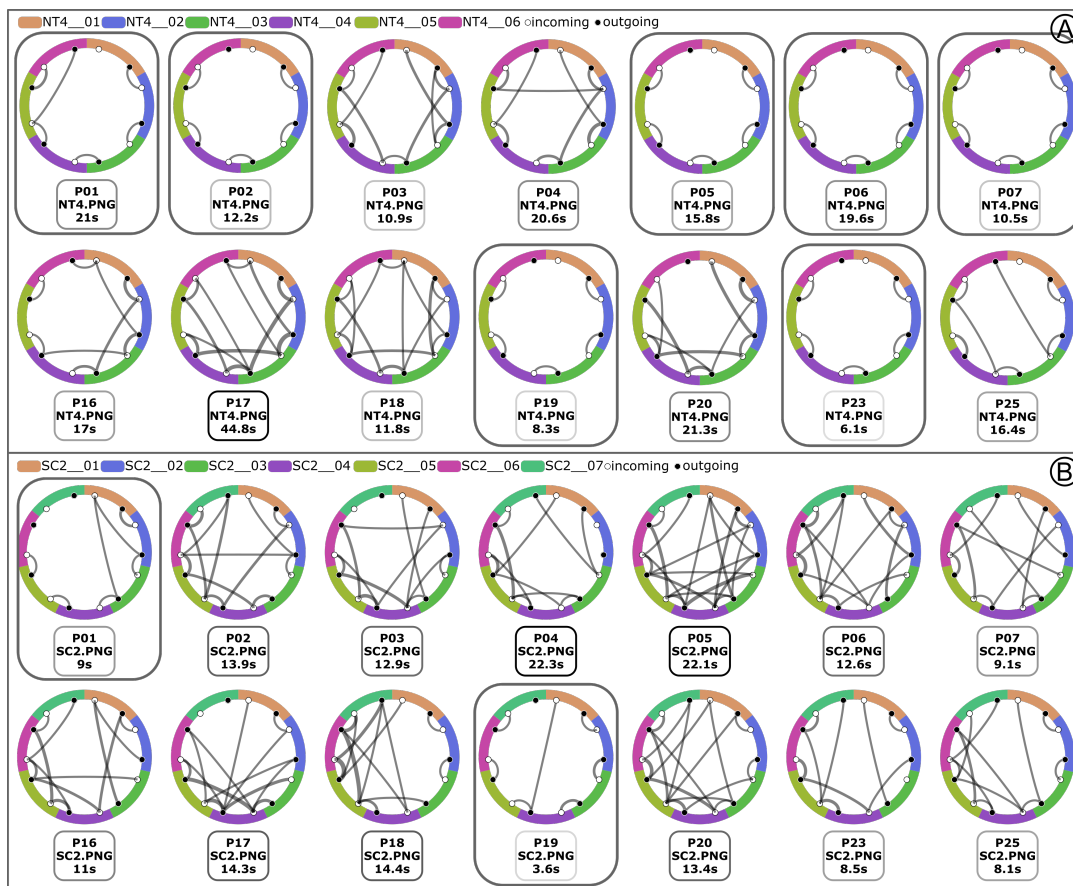 NT4__01 NT4__02 NT4__03 NT4__04 NT4__05 NT4__06 incoming outgoing
A
P01 P02 P03 P04 P05 P06 P07
NT4.PNG NT4.PNG NT4.PNG NT4.PNG NT4.PNG NT4.PNG NT4.PNG
21s 12.2s 10.9s 20.6s 15.8s 19.6s 10.5s
P16 P17 P18 P19 P20 P23 P25
NT4.PNG NT4.PNG NT4.PNG NT4.PNG NT4.PNG NT4.PNG NT4.PNG
17s 44.8s 11.8s 8.3s 21.3s 6.1s 16.4s
SC2__01 SC2__02 SC2__03 SC2__04 SC2__05 SC2__06 SC2__07 incoming outgoing
B
P01 P02 P03 P04 P05 P06 P07
SC2.PNG SC2.PNG SC2.PNG SC2.PNG SC2.PNG SC2.PNG SC2.PNG
9s 13.9s 12.9s 22.3s 22.1s 12.6s 9.1s
P16 P17 P18 P19 P20 P23 P25
SC2.PNG SC2.PNG SC2.PNG SC2.PNG SC2.PNG SC2.PNG SC2.PNG
11s 14.3s 14.4s 3.6s 13.4s 8.5s 8.1s